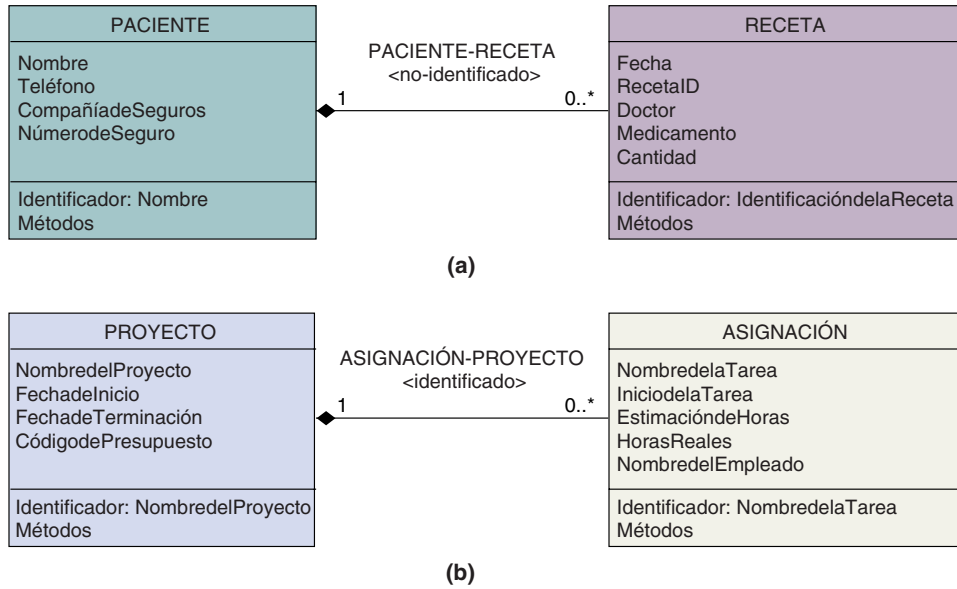 PACIENTE
Nombre
Teléfono
CompañíadeSeguros
NúmerodeSeguro
Identificador: Nombre
Métodos
PACIENTE-RECETA
<no-identificado>
1
0..*
RECETA
Fecha
RecetaID
Doctor
Medicamento
Cantidad
Identificador: IdentificacióndelaReceta
Métodos
(a)
PROYECTO
NombredelProyecto
FechadeInicio
FechadeTerminación
CódigodePresupuesto
Identificador: NombredelProyecto
Métodos
ASIGNACIÓN-PROYECTO
<identificado>
1
0..*
ASIGNACIÓN
NombredelaTarea
IniciodelaTarea
EstimacióndeHoras
HorasReales
NombredelEmpleado
Identificador: NombredelaTarea
Métodos
(b)